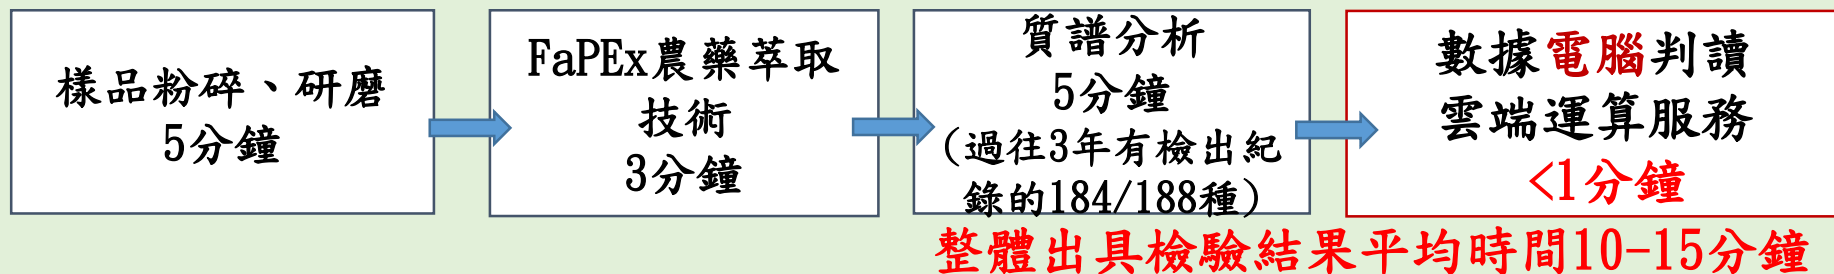 樣品粉碎、研磨
5分鐘
FaPEx農藥萃取
技術
3分鐘
質譜分析
5分鐘
(過往3年有檢出紀
錄的184/188種)
數據電腦判讀
雲端運算服務
<1分鐘
整體出具檢驗結果平均時間10-15分鐘